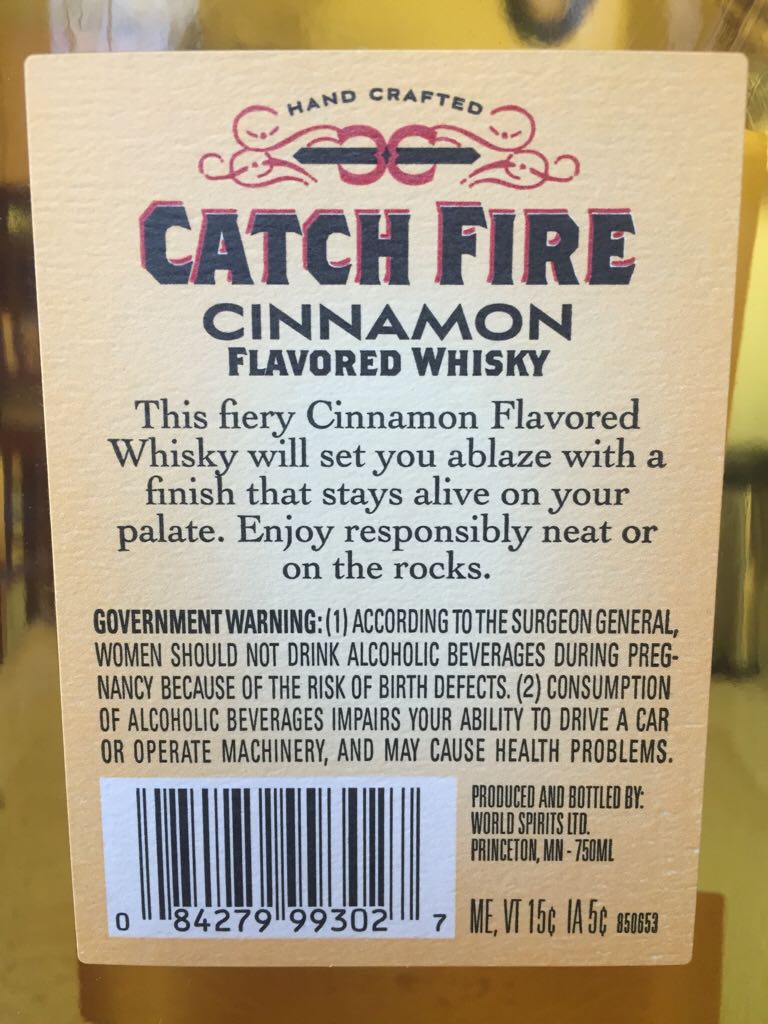 HAND CRAFTED
CATCH FIRE
CINNAMON
FLAVORED WHISKY
This fiery Cinnamon Flavored
Whisky will set you ablaze with a
finish that stays alive on your
palate. Enjoy responsibly neat or
on the rocks.
GOVERNMENT WARNING: (1) ACCORDING TO THE SURGEON GENERAL,
WOMEN SHOULD NOT DRINK ALCOHOLIC BEVERAGES DURING PREG-
NANCY BECAUSE OF THE RISK OF BIRTH DEFECTS. (2) CONSUMPTION
OF ALCOHOLIC BEVERAGES IMPAIRS YOUR ABILITY TO DRIVE A CAR
OR OPERATE MACHINERY, AND MAY CAUSE HEALTH PROBLEMS.
0 84279 99302 7
PRODUCED AND BOTTLED BY:
WORLD SPIRITS LTD.
PRINCETON, MN - 750ML
ME, VT 15¢ IA 5¢ 850653